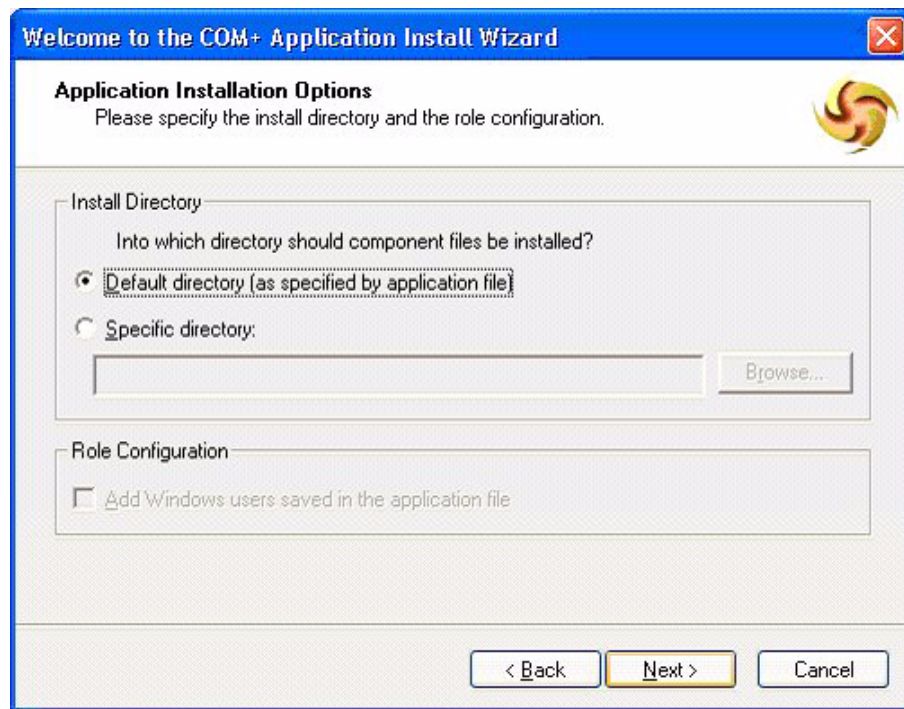 Welcome to the COM+ Application Install Wizard
Application Installation Options
Please specify the install directory and the role configuration.
Install Directory
Into which directory should component files be installed?
Default directory (as specified by application file)
Specific directory:
Browse...
Role Configuration
Add Windows users saved in the application file
< Back
Next >
Cancel